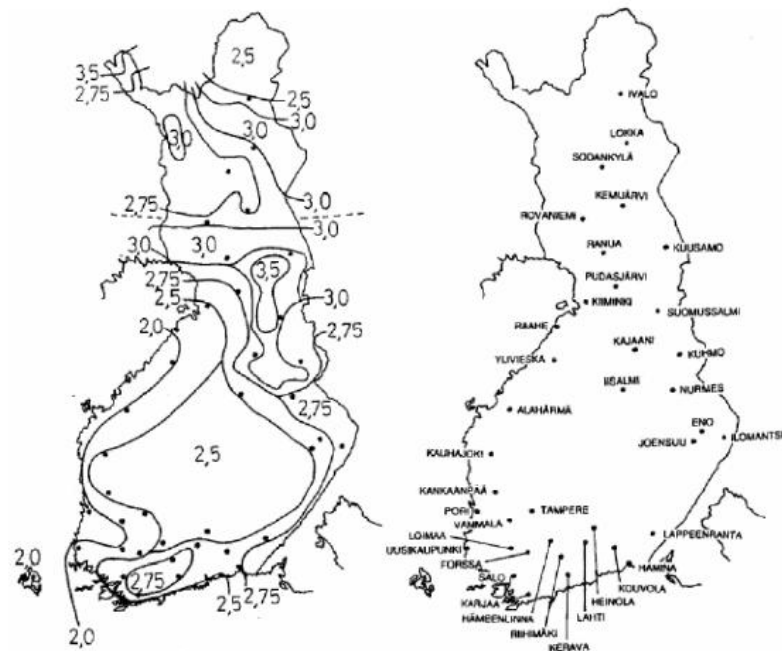 2,5
3,5
2,75
2,5
3,0
3,0
3,0
2,75
3,0
3,0
3,0
3,0
3,5
2,75
2,5
3,0
2,0
2,75
2,75
2,5
2,0
2,75
2,5
2,75
2,0
IVALO
LOKKA
SODANKYLÄ
KEMIJÄRVI
ROVANIEMI
RANUA
KUUSAMO
PUDASJÄRVI
KIIMINKI
SUOMUSSALMI
RAAHE
KAJAANI
YLIVIESKA
KUHMO
IISALMI
NURMES
ALAHÄRMÄ
ENO
ILOMANTSI
JOENSUU
KAUHAJOKI
KANKAANPÄÄ
PORI
TAMPERE
VAMMALA
LOIMAA
LAPPEENRANTA
UUSIKAUPUNKI
FORSSA
HAMINA
SALO
KOUVOLA
KARJAA
HEINOLA
HÄMEENLINNA
LAHTI
RIIHIMÄKI
KERAVA